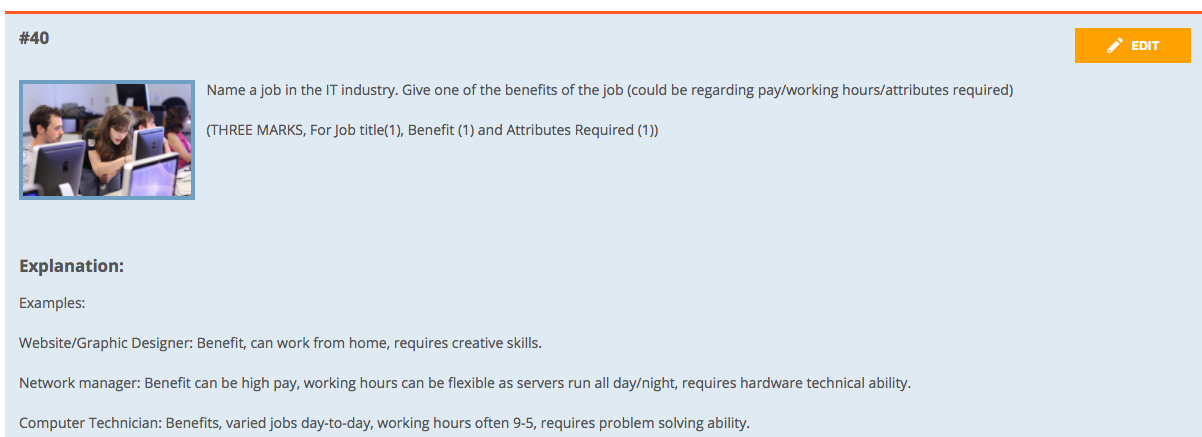 #40
EDIT
Name a job in the IT industry. Give one of the benefits of the job (could be regarding pay/working hours/attributes required)
(THREE MARKS, For Job title(1), Benefit (1) and Attributes Required (1))
Explanation:
Examples:
Website/Graphic Designer: Benefit, can work from home, requires creative skills.
Network manager: Benefit can be high pay, working hours can be flexible as servers run all day/night, requires hardware technical ability.
Computer Technician: Benefits, varied jobs day-to-day, working hours often 9-5, requires problem solving ability.